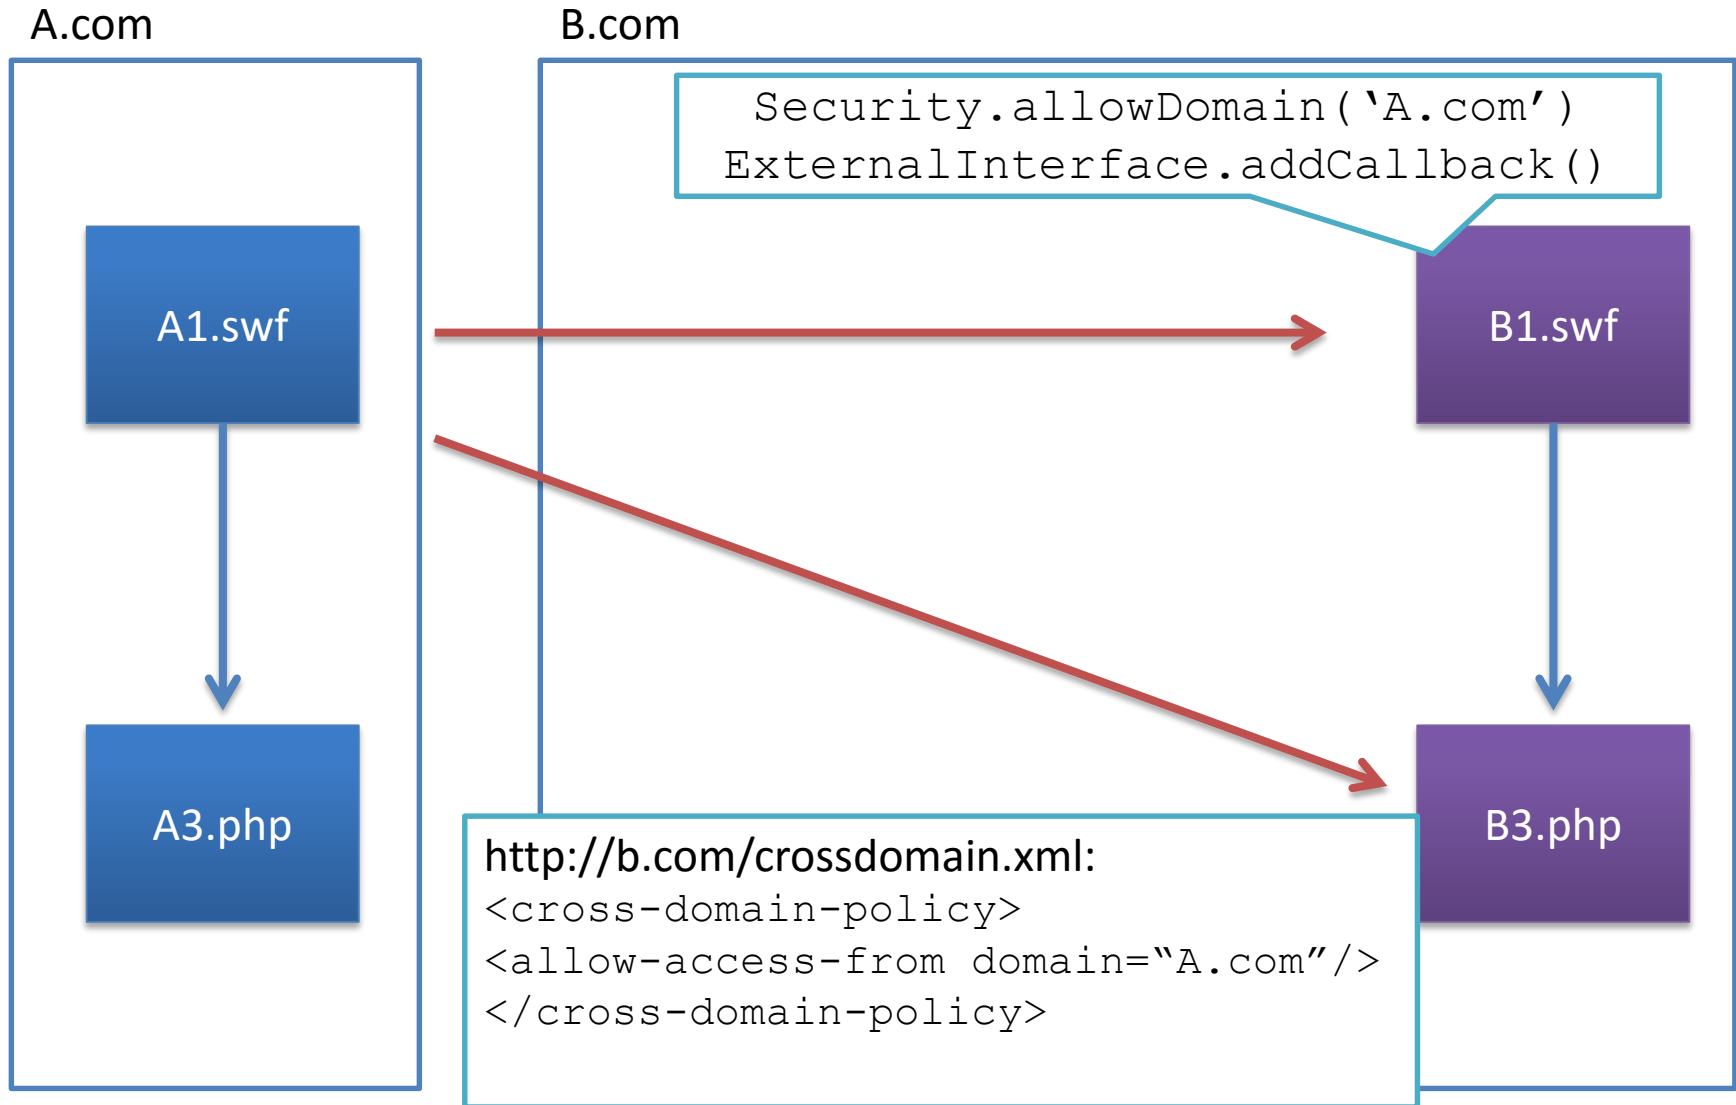 A.com
B.com
Security.allowDomain(‘A.com’)
ExternalInterface.addCallback()
A1.swf
B1.swf
A3.php
B3.php
http://b.com/crossdomain.xml:
<cross-domain-policy>
<allow-access-from domain=“A.com”/>
</cross-domain-policy>